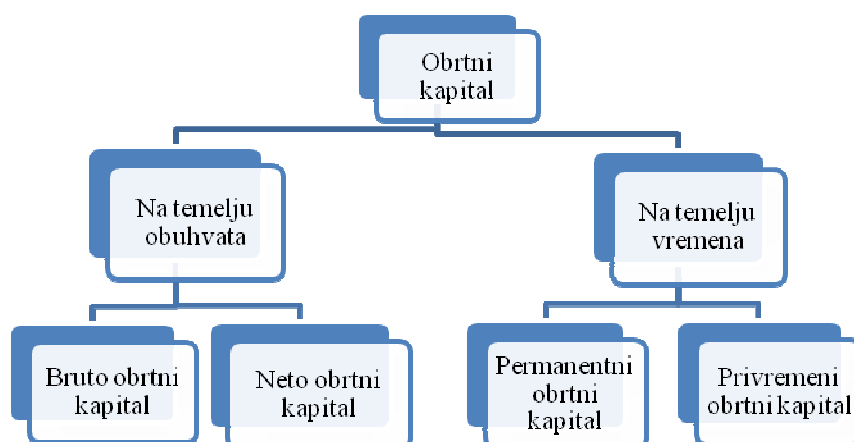 Obrtni
kapital
Na temelju
obuhvata
Na temelju
vremena
Bruto obrtni
kapital
Neto obrtni
kapital
Permanentni
obrtni
kapital
Privremeni
obrtni kapital